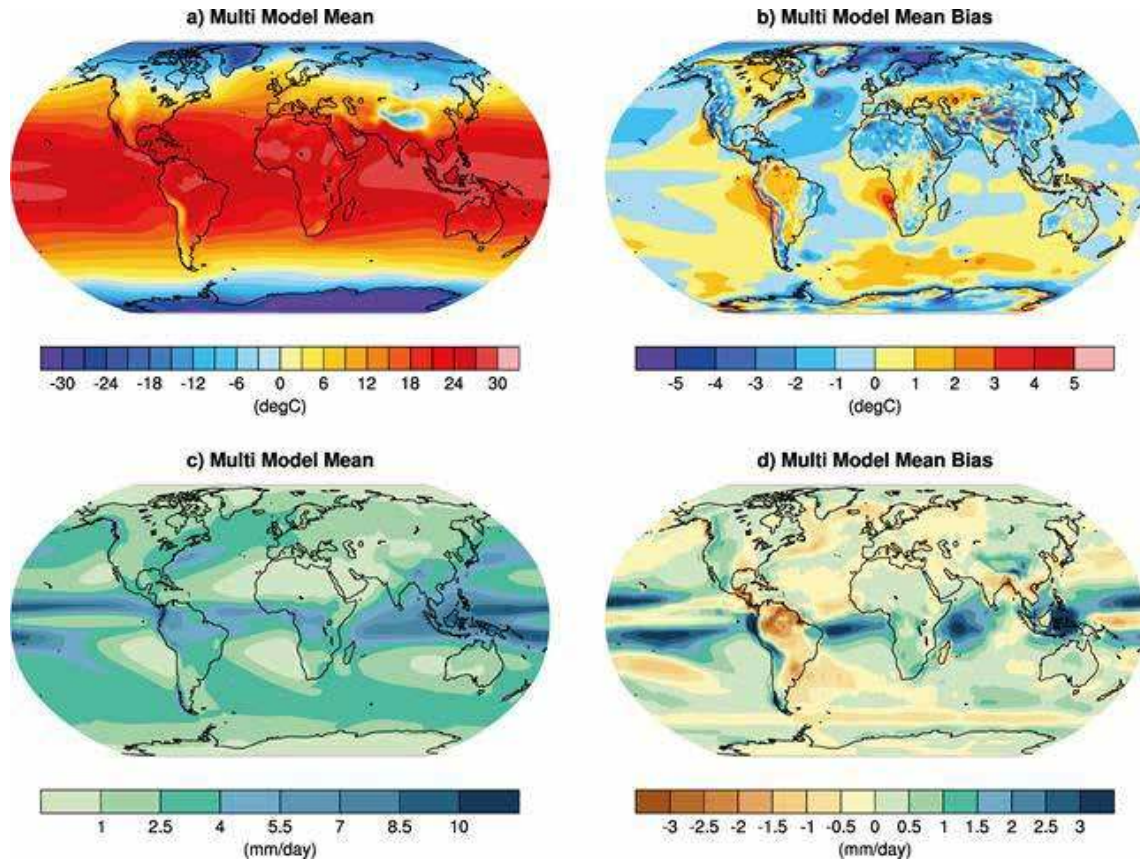 a) Multi Model Mean
-30 -24 -18 -12 -6 0 6 12 18 24 30
(degC)
b) Multi Model Mean Bias
-5 -4 -3 -2 -1 0 1 2 3 4 5
(degC)
c) Multi Model Mean
1 2.5 4 5.5 7 8.5 10
(mm/day)
d) Multi Model Mean Bias
-3 -2.5 -2 -1.5 -1 -0.5 0 0.5 1 1.5 2 2.5 3
(mm/day)